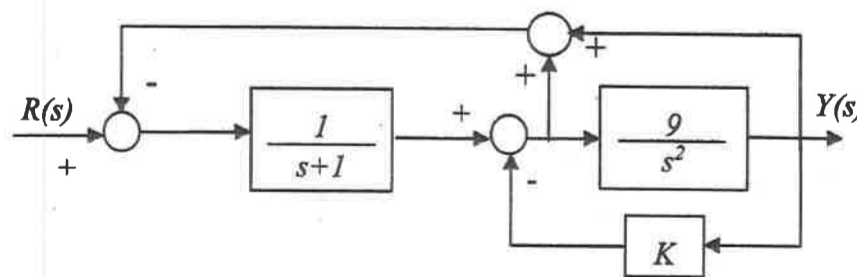 +
+
-
R(s)
+
1
s+1
+
-
9
s²
Y(s)
K